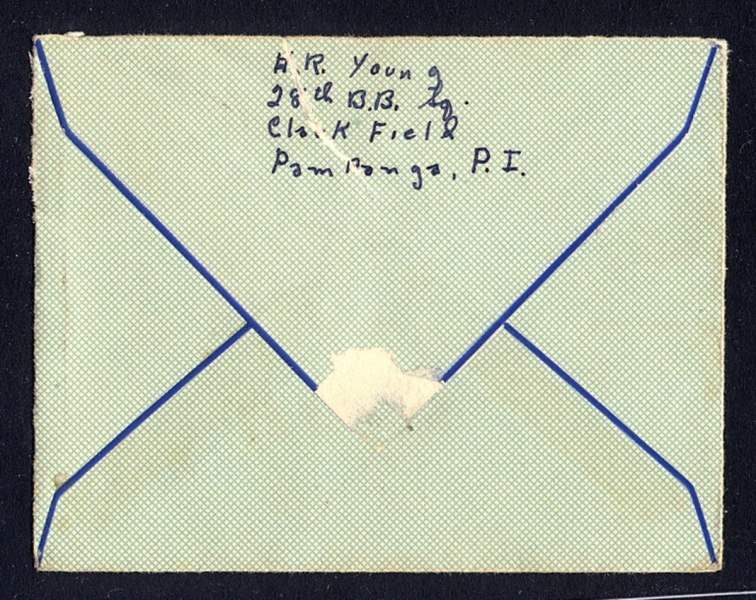 H.R. Young
28th B.B. Sq.
Clark Field
Pampanga, P.I.